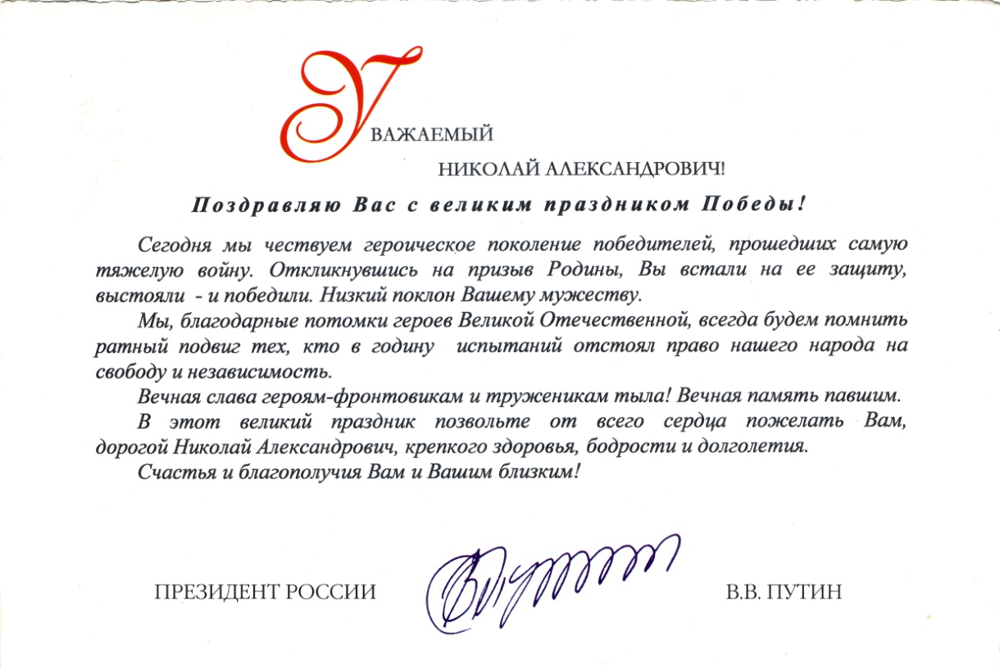 УВАЖАЕМЫЙ
НИКОЛАЙ АЛЕКСАНДРОВИЧ!
Поздравляю Вас с великим праздником Победы!
Сегодня мы чествуем героическое поколение победителей, прошедших самую
тяжелую войну. Откликнувшись на призыв Родины, Вы встали на ее защиту,
выстояли - и победили. Низкий поклон Вашему мужеству.
Мы, благодарные потомки героев Великой Отечественной, всегда будем помнить
ратный подвиг тех, кто в годину испытаний отстоял право нашего народа на
свободу и независимость.
Вечная слава героям-фронтовикам и труженикам тыла! Вечная память павшим.
В этот великий праздник позвольте от всего сердца пожелать Вам,
дорогой Николай Александрович, крепкого здоровья, бодрости и долголетия.
Счастья и благополучия Вам и Вашим близким!
ПРЕЗИДЕНТ РОССИИ В.В. ПУТИН